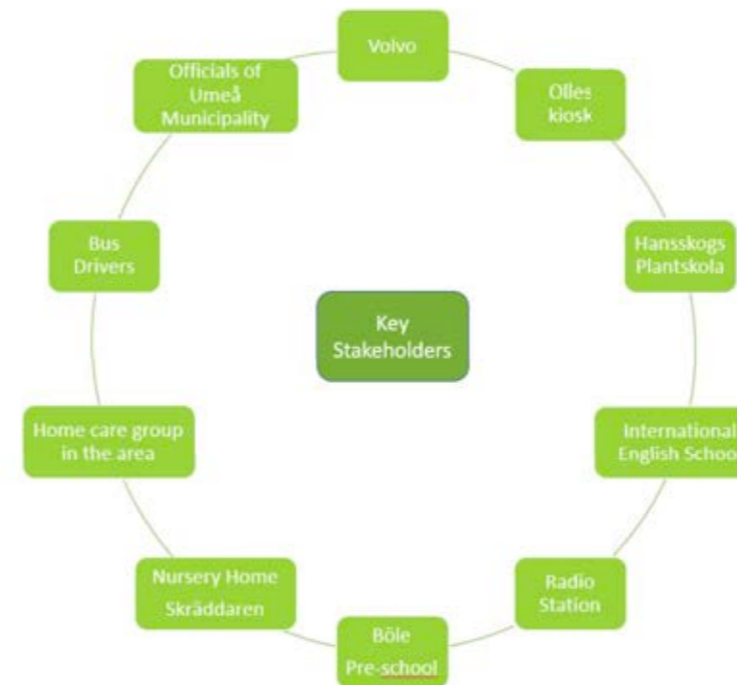 Volvo
Olles
kiosk
Hansskogs
Plantskola
International
English School
Radio
Station
Böle
Pre-school
Nursery Home
Skräddaren
Home care group
in the area
Bus
Drivers
Officials of
Umeå
Municipality
Key
Stakeholders